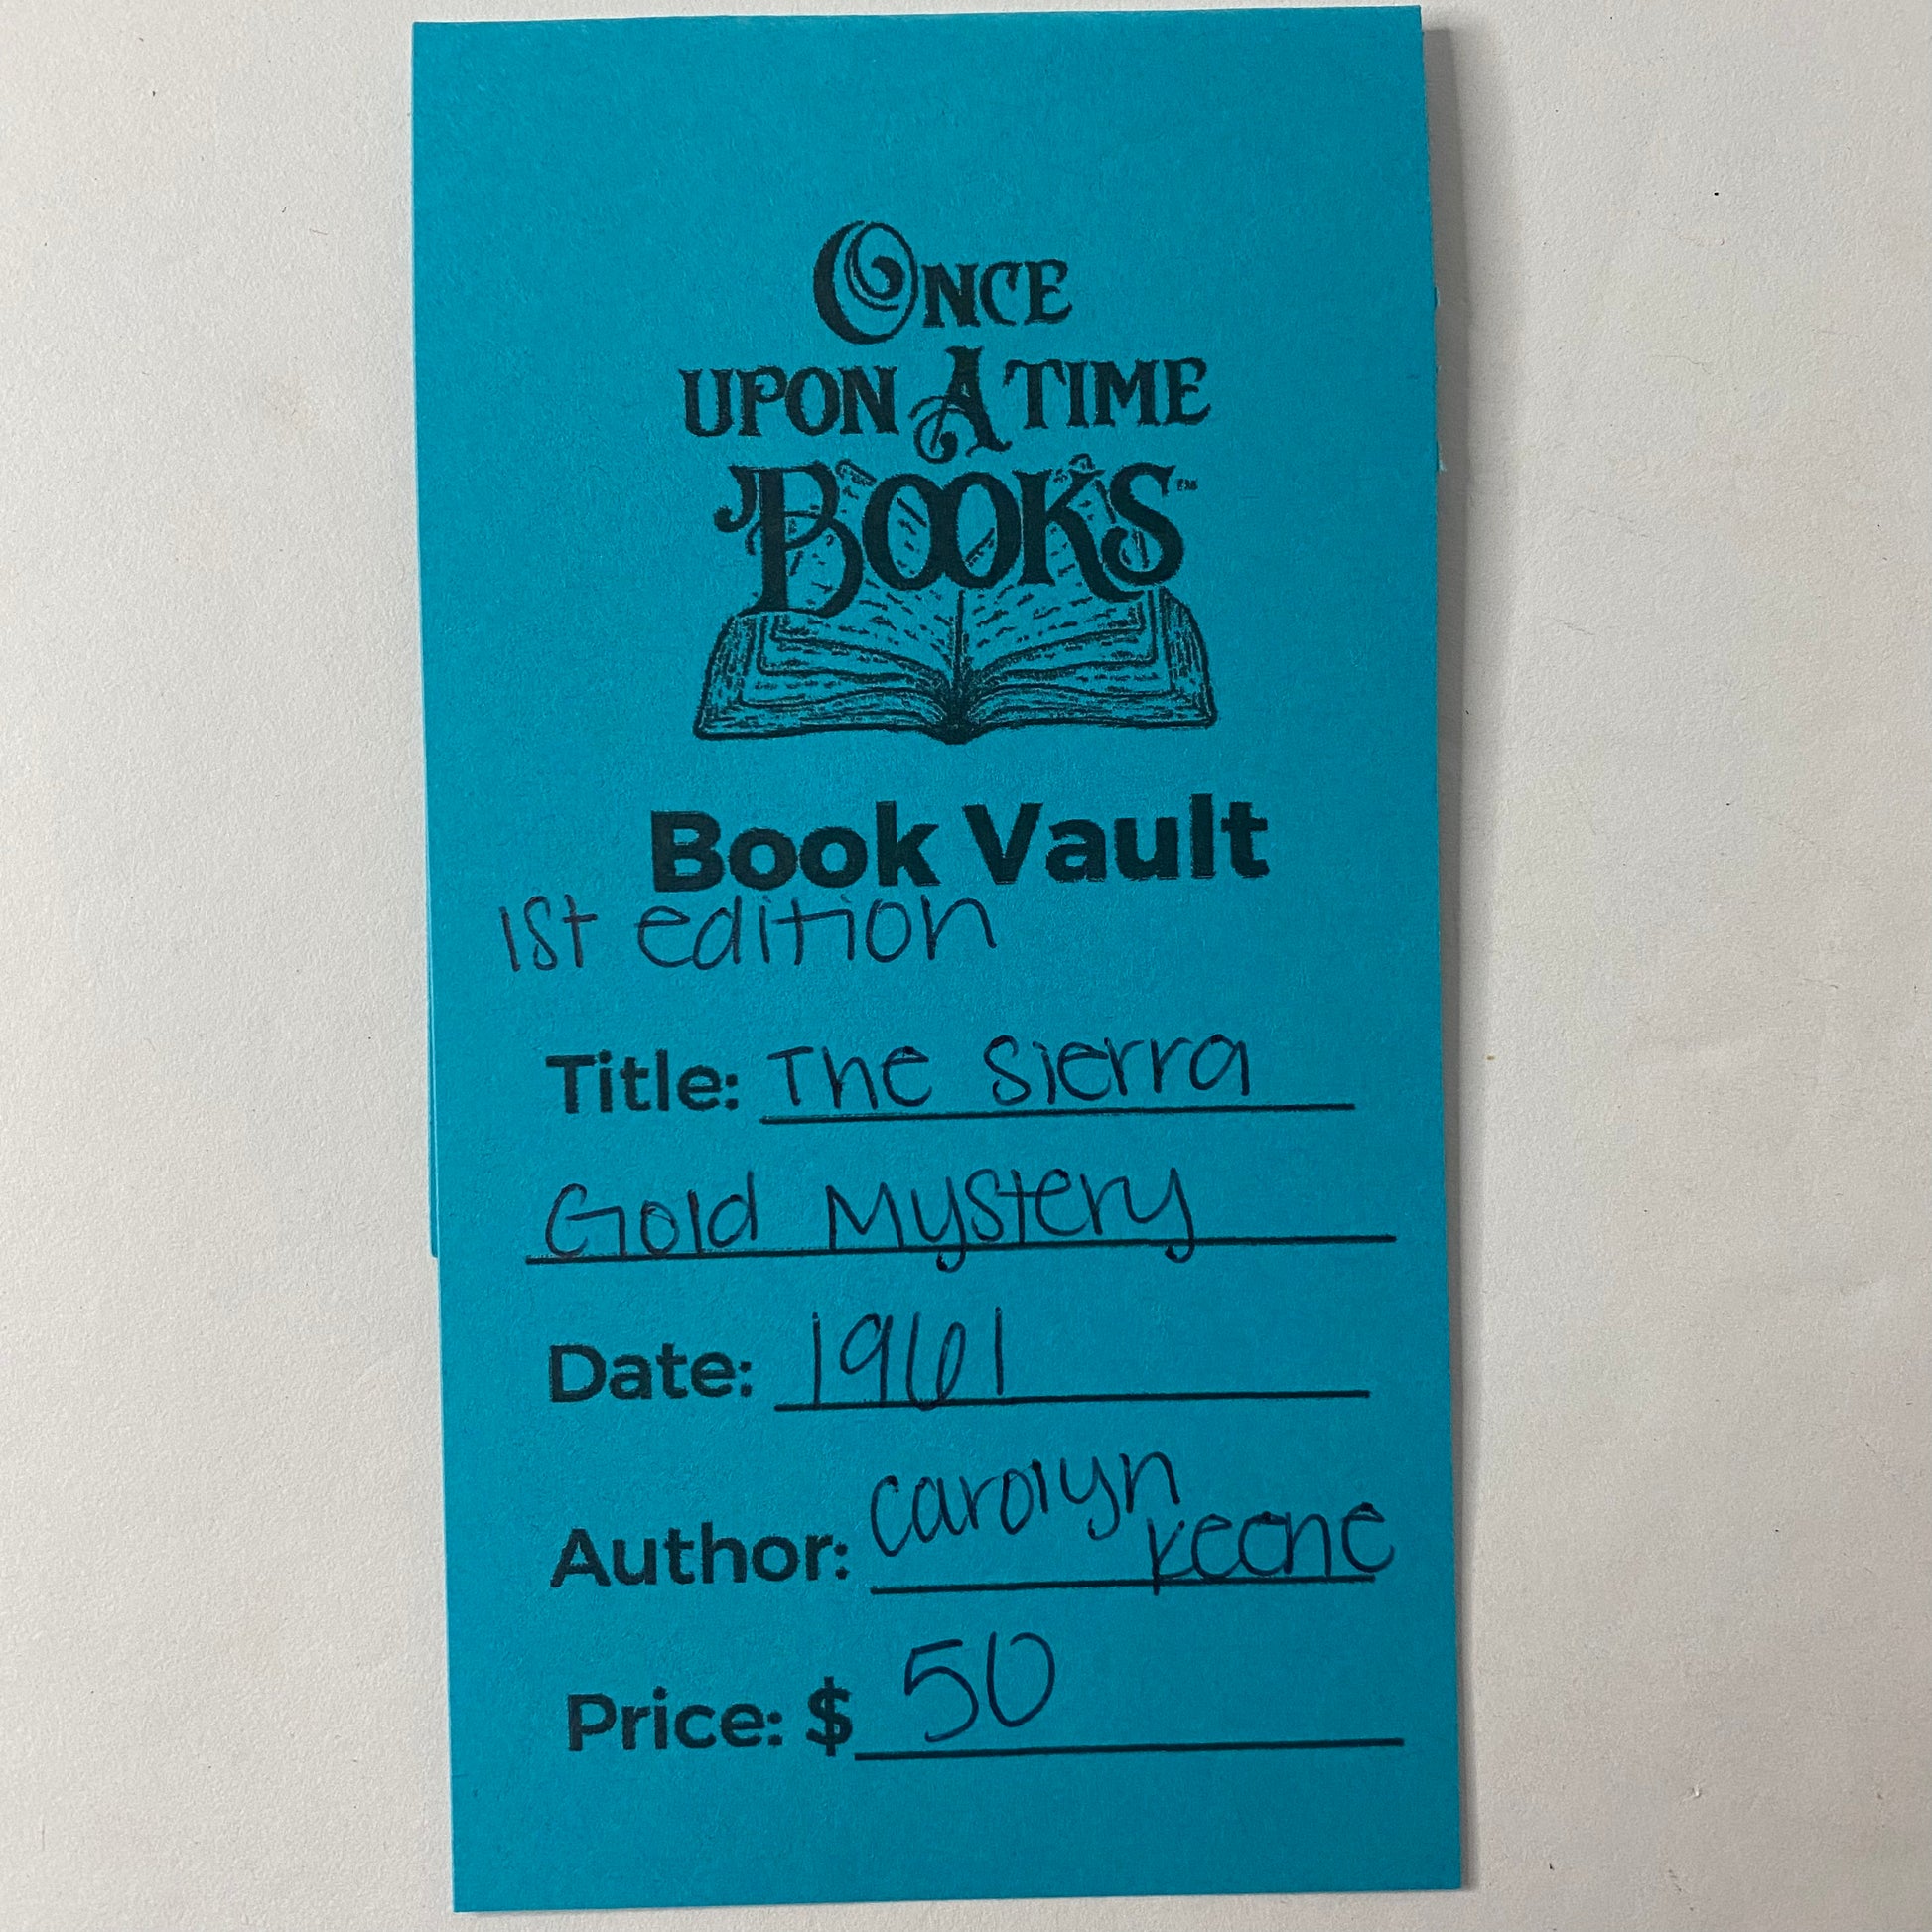 ONCE
UPON A TIME
BOOKS™
Book Vault
1st edition
Title: The Sierra
Gold Mystery
Date: 1961
Author: Carolyn
Keene
Price: $ 50